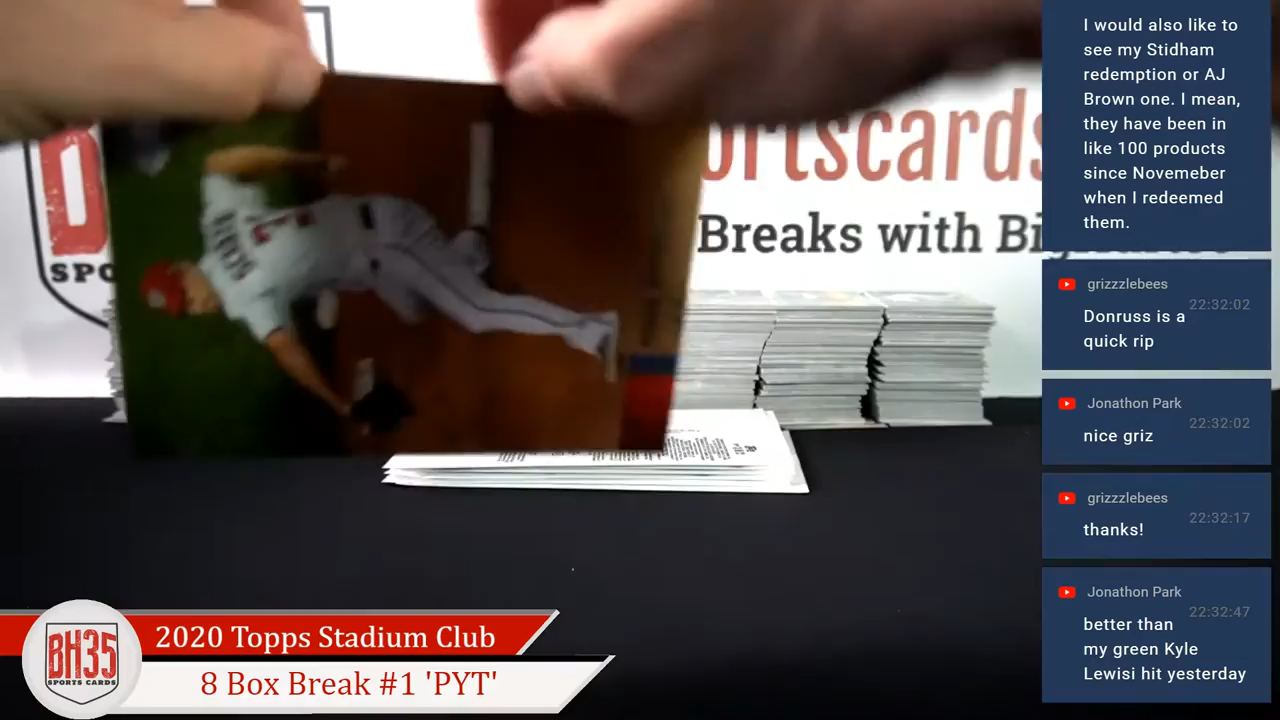 ortscards
Breaks with Bi
SPO
I would also like to
see my Stidham
redemption or AJ
Brown one. I mean,
they have been in
like 100 products
since Novemeber
when I redeemed
them.
grizzzlebees
22:32:02
Donruss is a
quick rip
Jonathon Park
22:32:02
nice griz
grizzzlebees
22:32:17
thanks!
Jonathon Park
22:32:47
better than
my green Kyle
Lewisi hit yesterday
BH35
SPORTS CARDS
2020 Topps Stadium Club
8 Box Break #1 'PYT'